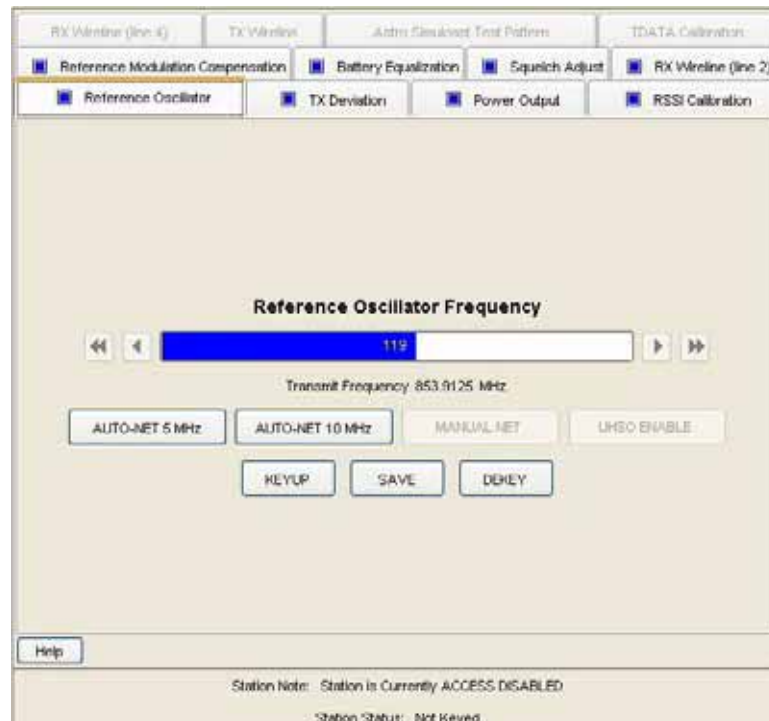 RX Wireline (line 4) TX Wireline Astro Simulcast Test Pattern TDATA Calibration
Reference Modulation Compensation Battery Equalization Squelch Adjust RX Wireline (line 2)
Reference Oscillator TX Deviation Power Output RSSI Calibration
Reference Oscillator Frequency
119
Transmit Frequency 853.9125 MHz
AUTO-NET 5 MHz AUTO-NET 10 MHz MANUAL NET UHSO ENABLE
KEYUP SAVE DEKEY
Help
Station Note: Station is Currently ACCESS DISABLED
Station Status: Not Keyed